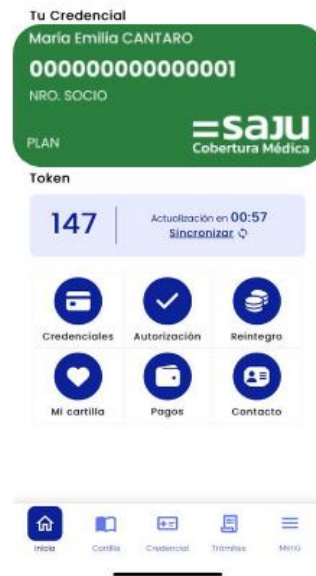 Tu Credencial
María Emilia CANTARO
000000000000001
NRO. SOCIO
PLAN
saju
Cobertura Médica
Token
147
Actualización en 00:57
Sincronizar
Credenciales Autorización Reintegro
Mi cartilla Pagos Contacto
Inicio Cartilla Credencial Trámites Menú